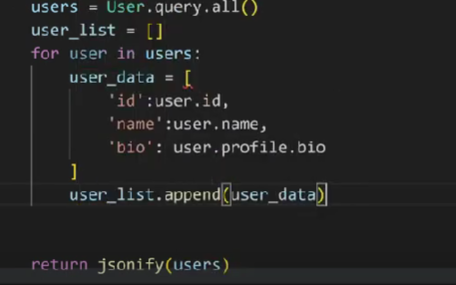 users = User.query.all()
user_list = []
for user in users:
user_data = [
'id':user.id,
'name':user.name,
'bio': user.profile.bio
]
user_list.append(user_data)
return jsonify(users)